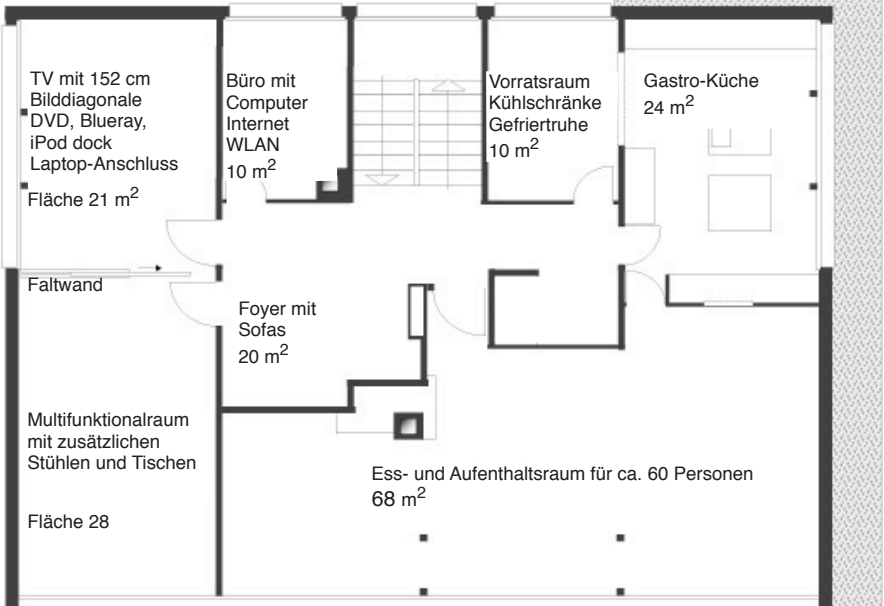 TV mit 152 cm
Bilddiagonale
DVD, Blueray,
iPod dock
Laptop-Anschluss
Fläche 21 m²
Büro mit
Computer
Internet
WLAN
10 m²
Vorratsraum
Kühlschränke
Gefriertruhe
10 m²
Gastro-Küche
24 m²
Faltwand
Foyer mit
Sofas
20 m²
Multifunktionalraum
mit zusätzlichen
Stühlen und Tischen
Fläche 28
Ess- und Aufenthaltsraum für ca. 60 Personen
68 m²